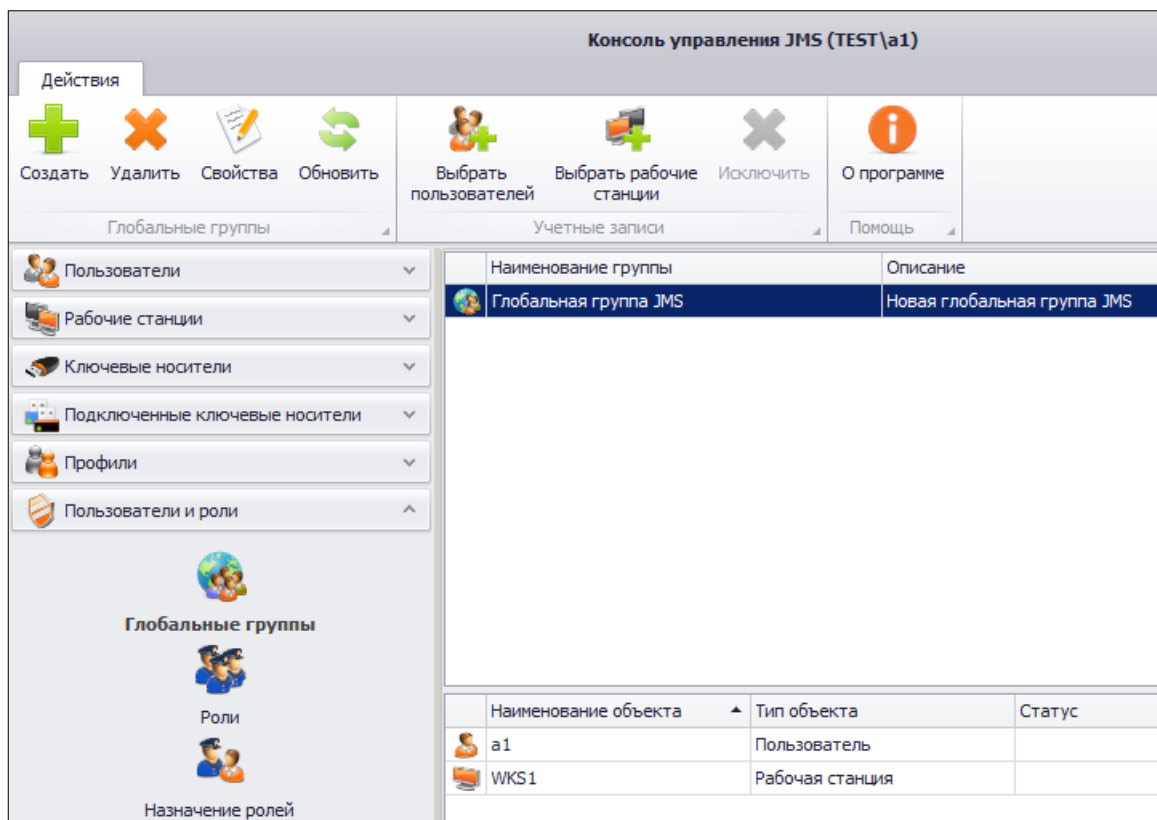 Консоль управления JMS (TEST\a1)
Действия
Создать Удалить Свойства Обновить Выбрать пользователей Выбрать рабочие станции Исключить О программе
Глобальные группы Учетные записи Помощь
Пользователи
Рабочие станции
Ключевые носители
Подключенные ключевые носители
Профили
Пользователи и роли
Глобальные группы
Роли
Назначение ролей
Наименование группы Описание
Глобальная группа JMS Новая глобальная группа JMS
Наименование объекта Тип объекта Статус
a1 Пользователь
WKS1 Рабочая станция